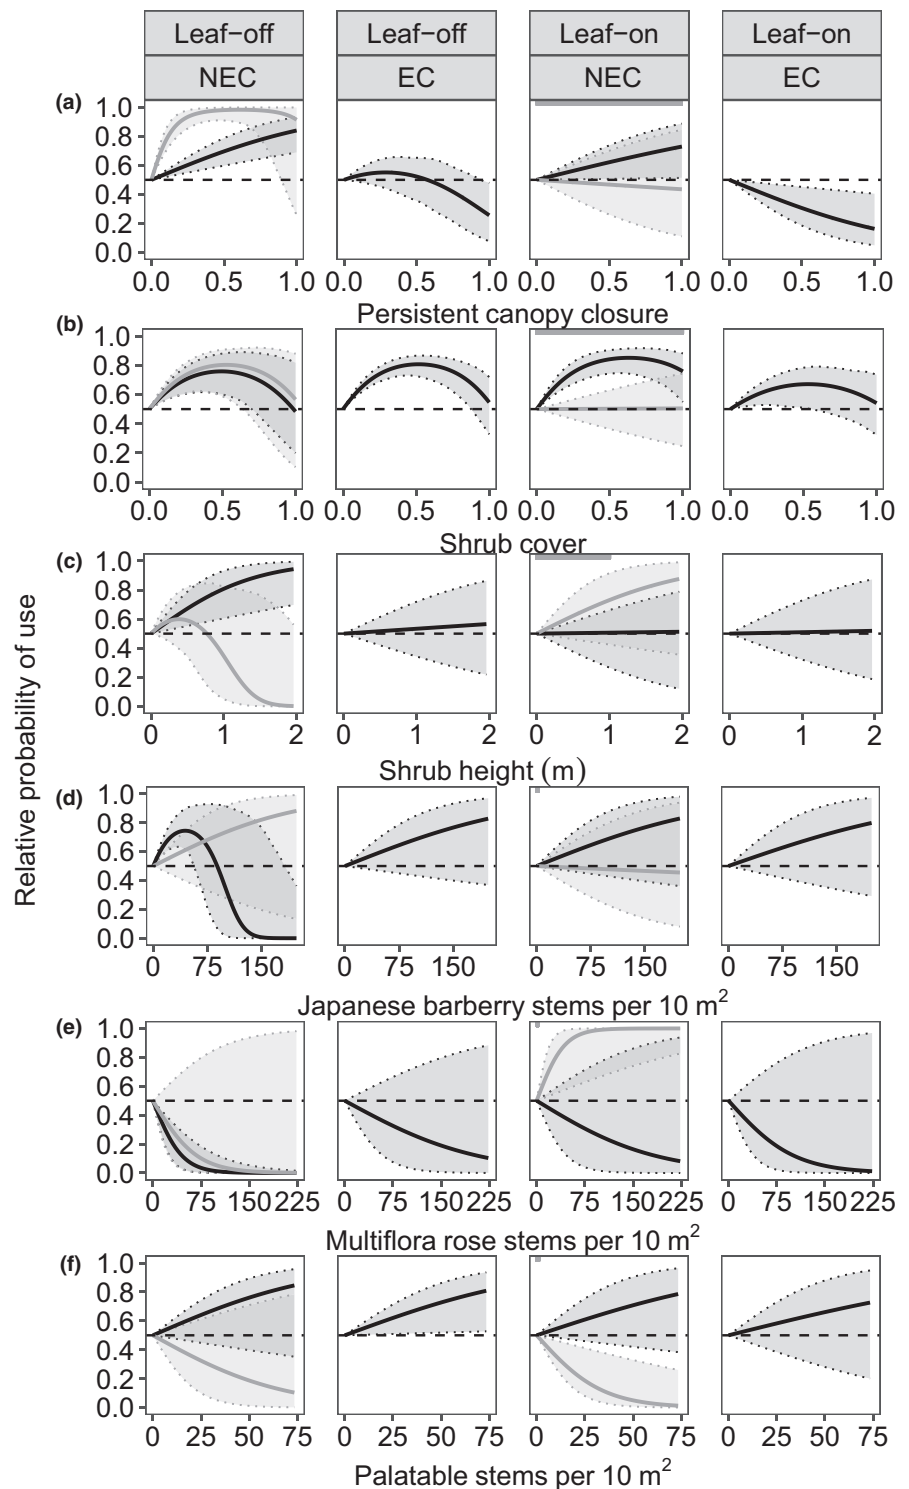 Leaf−off Leaf−off Leaf−on Leaf−on
NEC EC NEC EC
Relative probability of use
(a)
1.0
0.8
0.6
0.4
0.2
0.0
0.0 0.5 1.0 0.0 0.5 1.0 0.0 0.5 1.0 0.0 0.5 1.0
Persistent canopy closure
(b)
1.0
0.8
0.6
0.4
0.2
0.0
0.0 0.5 1.0 0.0 0.5 1.0 0.0 0.5 1.0 0.0 0.5 1.0
Shrub cover
(c)
1.0
0.8
0.6
0.4
0.2
0.0
0 1 2 0 1 2 0 1 2 0 1 2
Shrub height (m)
(d)
1.0
0.8
0.6
0.4
0.2
0.0
0 75 150 0 75 150 0 75 150 0 75 150
Japanese barberry stems per 10 m²
(e)
1.0
0.8
0.6
0.4
0.2
0.0
0 75 150 225 0 75 150 225 0 75 150 225 0 75 150 225
Multiflora rose stems per 10 m²
(f)
1.0
0.8
0.6
0.4
0.2
0.0
0 25 50 75 0 25 50 75 0 25 50 75 0 25 50 75
Palatable stems per 10 m²